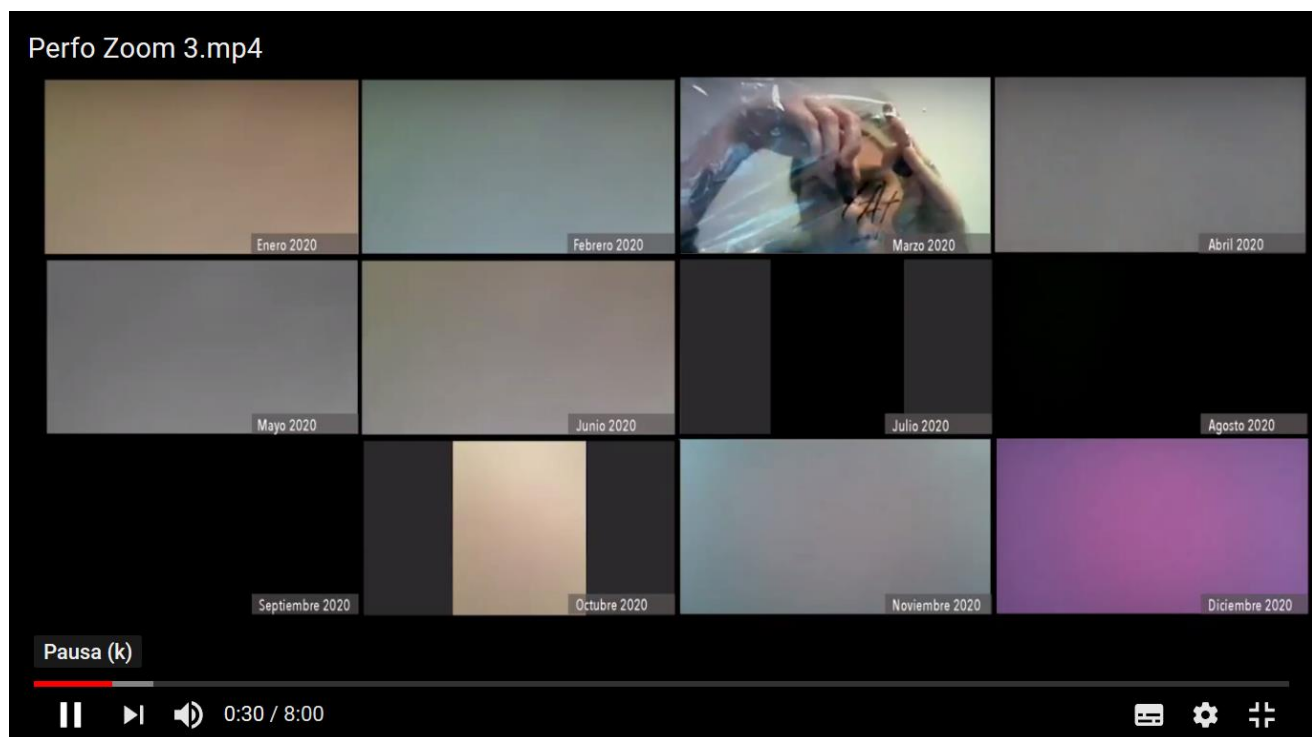 Perfo Zoom 3.mp4
Enero 2020
Febrero 2020
Marzo 2020
Abril 2020
Mayo 2020
Junio 2020
Julio 2020
Agosto 2020
Septiembre 2020
Octubre 2020
Noviembre 2020
Diciembre 2020
Pausa (k)
0:30 / 8:00